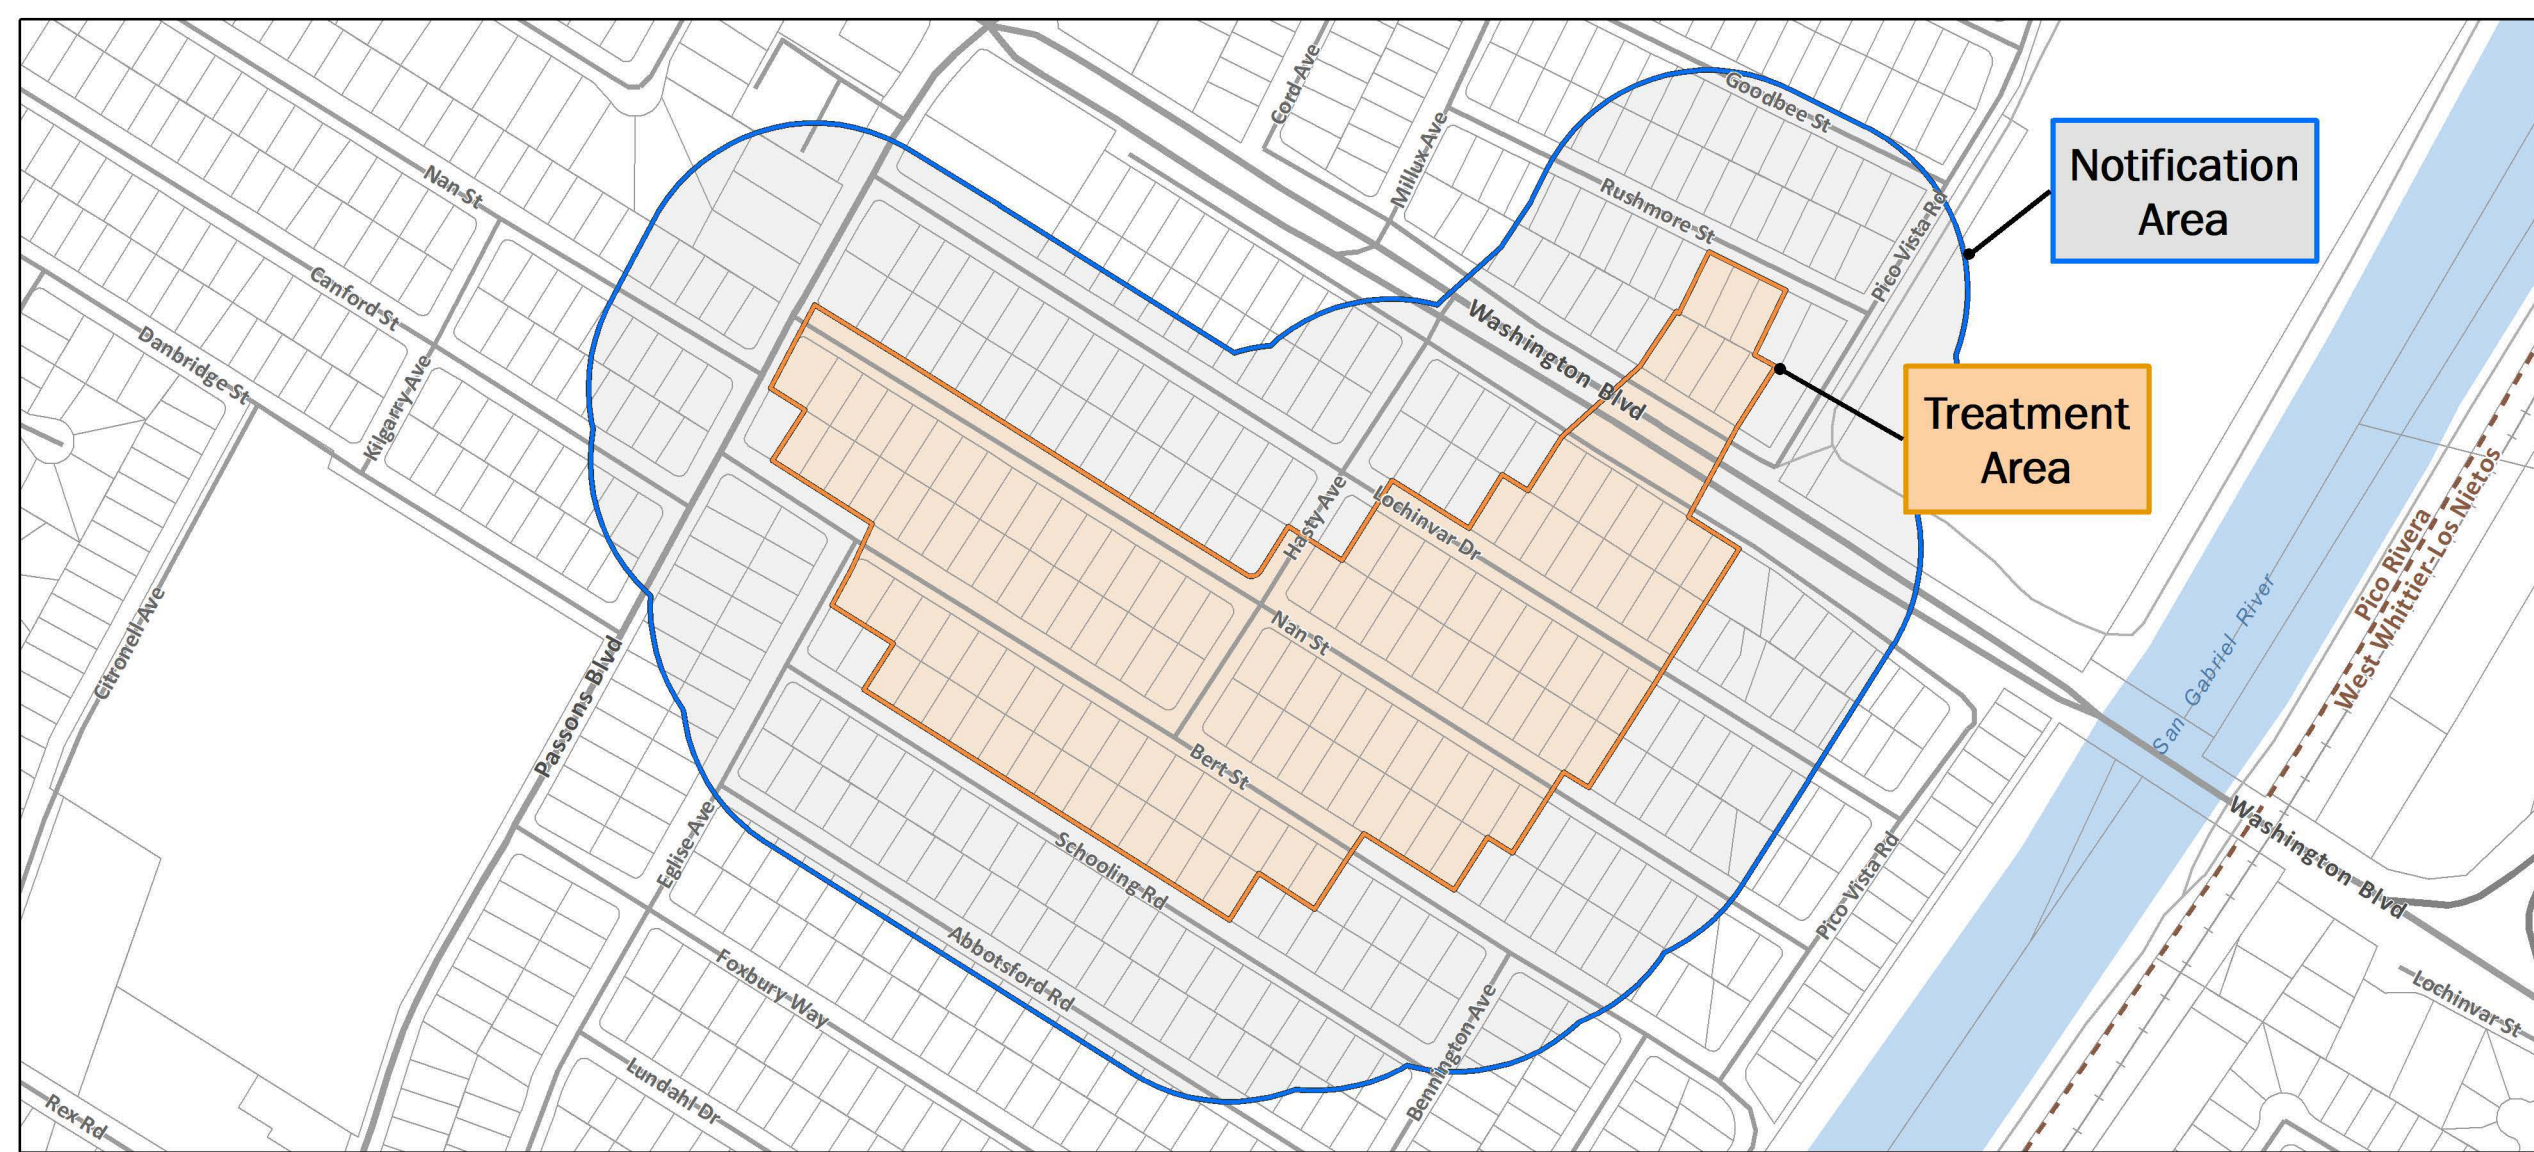 Cord Ave
Goodbee St
Millux Ave
Notification
Area
Nan St
Rushmore St
Pico Vista Rd
Canford St
Washington Blvd
Danbridge St
Kilgarry Ave
Treatment
Area
Lochinvar Dr
Hasty Ave
Pico Rivera
West Whittier-Los Nietos
San Gabriel River
Citronell Ave
Nan St
Passons Blvd
Bert St
Washington Blvd
Eglise Ave
Schooling Rd
Pico Vista Rd
Abbotsford Rd
Foxbury Way
Lochinvar St
Bennington Ave
Lundahl Dr
Rex Rd